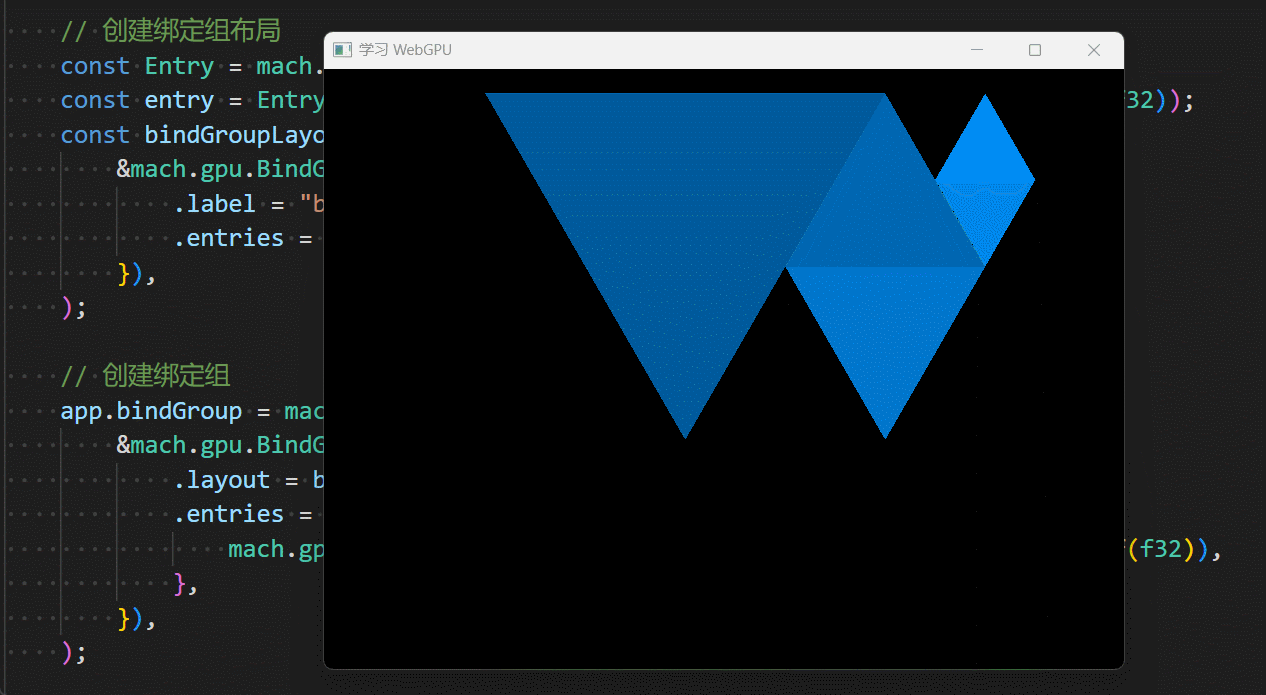 // 创建绑定组布局
学习 WebGPU
const Entry = mach.
const entry = Entry 32));
const bindGroupLayo
&mach.gpu.BindG
.label = "b
.entries =
}),
);
// 创建绑定组
app.bindGroup = mac
&mach.gpu.BindG
.layout = b
.entries =
mach.gp (f32)),
},
}),
);